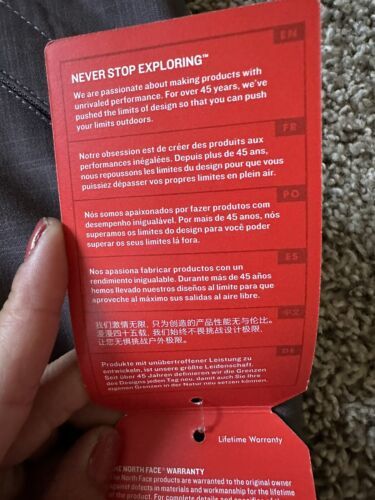 EN
NEVER STOP EXPLORING™
We are passionate about making products with
unrivaled performance. For over 45 years, we've
pushed the limits of design so that you can push
your limits outdoors.
FR
Notre obsession est de créer des produits aux
performances inégalées. Depuis plus de 45 ans,
nous repoussons les limites du design pour que vous
puissiez dépasser vos propres limites en plein air.
PO
Nós somos apaixonados por fazer produtos com
desempenho inigualável. Por mais de 45 anos, nós
superamos os limites do design para você poder
superar os seus limites lá fora.
ES
Nos apasiona fabricar productos con un
rendimiento inigualable. Durante más de 45 años
hemos llevado nuestros diseños al límite para que
aproveche al máximo sus salidas al aire libre.
中文
我们激情无限，只为创造的产品性能无与伦比。
漫漫四十五载，我们始终不畏挑战设计极限，
让您无惧挑战户外极限。
DE
Produkte mit unübertroffener Leistung zu
entwickeln, ist unsere größte Leidenschaft.
Seit über 45 Jahren definieren wir die Grenzen
des Designs jeden Tag neu, damit auch Sie Ihre
eigenen Grenzen in der Natur neu setzen können.
Lifetime Warranty
THE NORTH FACE® WARRANTY
The North Face products are warranted to the original owner
against defects in materials and workmanship for the lifetime
of the product. For complete details and